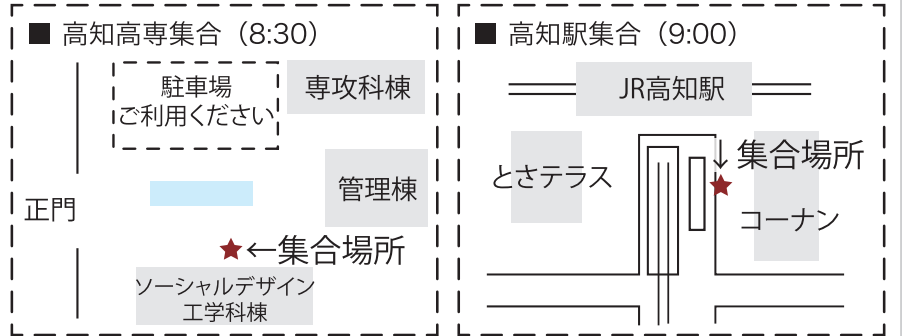 ■ 高知高専集合（8:30）
駐車場
ご利用ください
専攻科棟
管理棟
正門
★←集合場所
ソーシャルデザイン
工学科棟
■ 高知駅集合（9:00）
JR高知駅
↓集合場所
★
とさテラス
コーナン